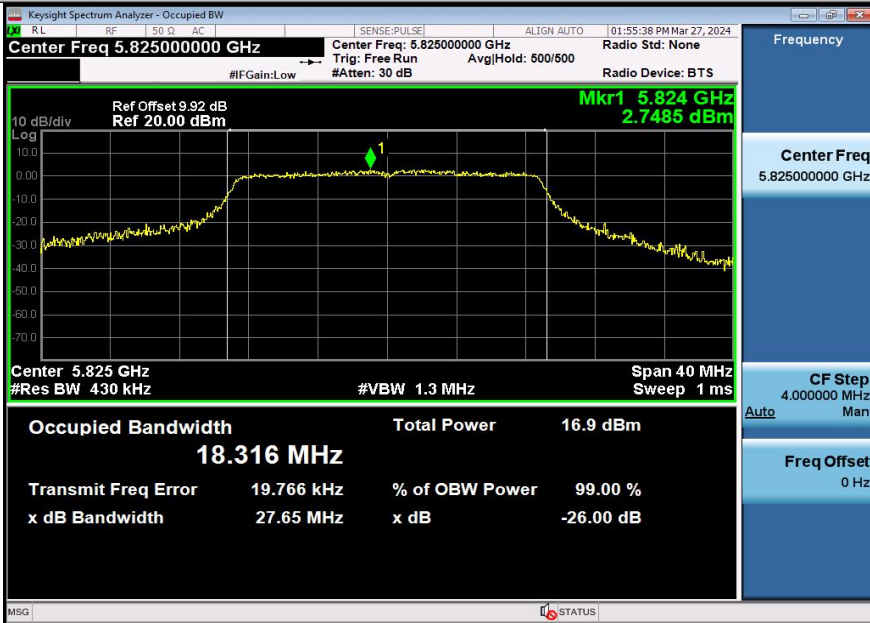 Keysight Spectrum Analyzer - Occupied BW
LXI RL RF 50 Ω AC SENSE:PULSE ALIGN AUTO 01:55:38 PM Mar 27, 2024
Center Freq 5.825000000 GHz
Center Freq: 5.825000000 GHz Radio Std: None
Trig: Free Run Avg|Hold: 500/500
#IFGain:Low #Atten: 30 dB Radio Device: BTS
Frequency
Mkr1 5.824 GHz
2.7485 dBm
Ref Offset 9.92 dB
10 dB/div Ref 20.00 dBm
Log
10.0
0.00
-10.0
-20.0
-30.0
-40.0
-50.0
-60.0
-70.0
1
Center 5.825 GHz Span 40 MHz
#Res BW 430 kHz #VBW 1.3 MHz Sweep 1 ms
Occupied Bandwidth Total Power 16.9 dBm
18.316 MHz
Transmit Freq Error 19.766 kHz % of OBW Power 99.00 %
x dB Bandwidth 27.65 MHz x dB -26.00 dB
Center Freq
5.825000000 GHz
CF Step
4.000000 MHz
Auto Man
Freq Offset
0 Hz
MSG STATUS